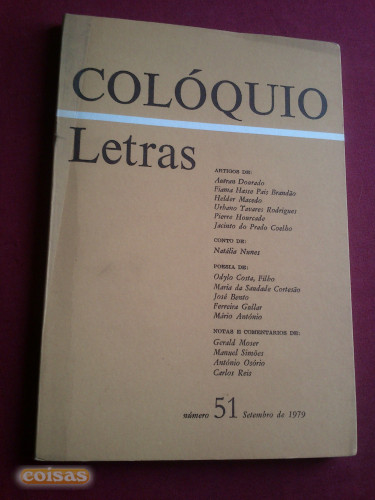 COLÓQUIO
Letras
ARTIGOS DE:
Autran Dourado
Fiama Hasse Pais Brandão
Helder Macedo
Urbano Tavares Rodrigues
Pierre Hourcade
Jacinto do Prado Coelho
CONTO DE:
Natália Nunes
POESIA DE:
Odylo Costa, Filho
Maria da Saudade Cortesão
José Bento
Ferreira Gullar
Mário António
NOTAS E COMENTÁRIOS DE:
Gerald Moser
Manuel Simões
António Osório
Carlos Reis
número 51 Setembro de 1979
coisas